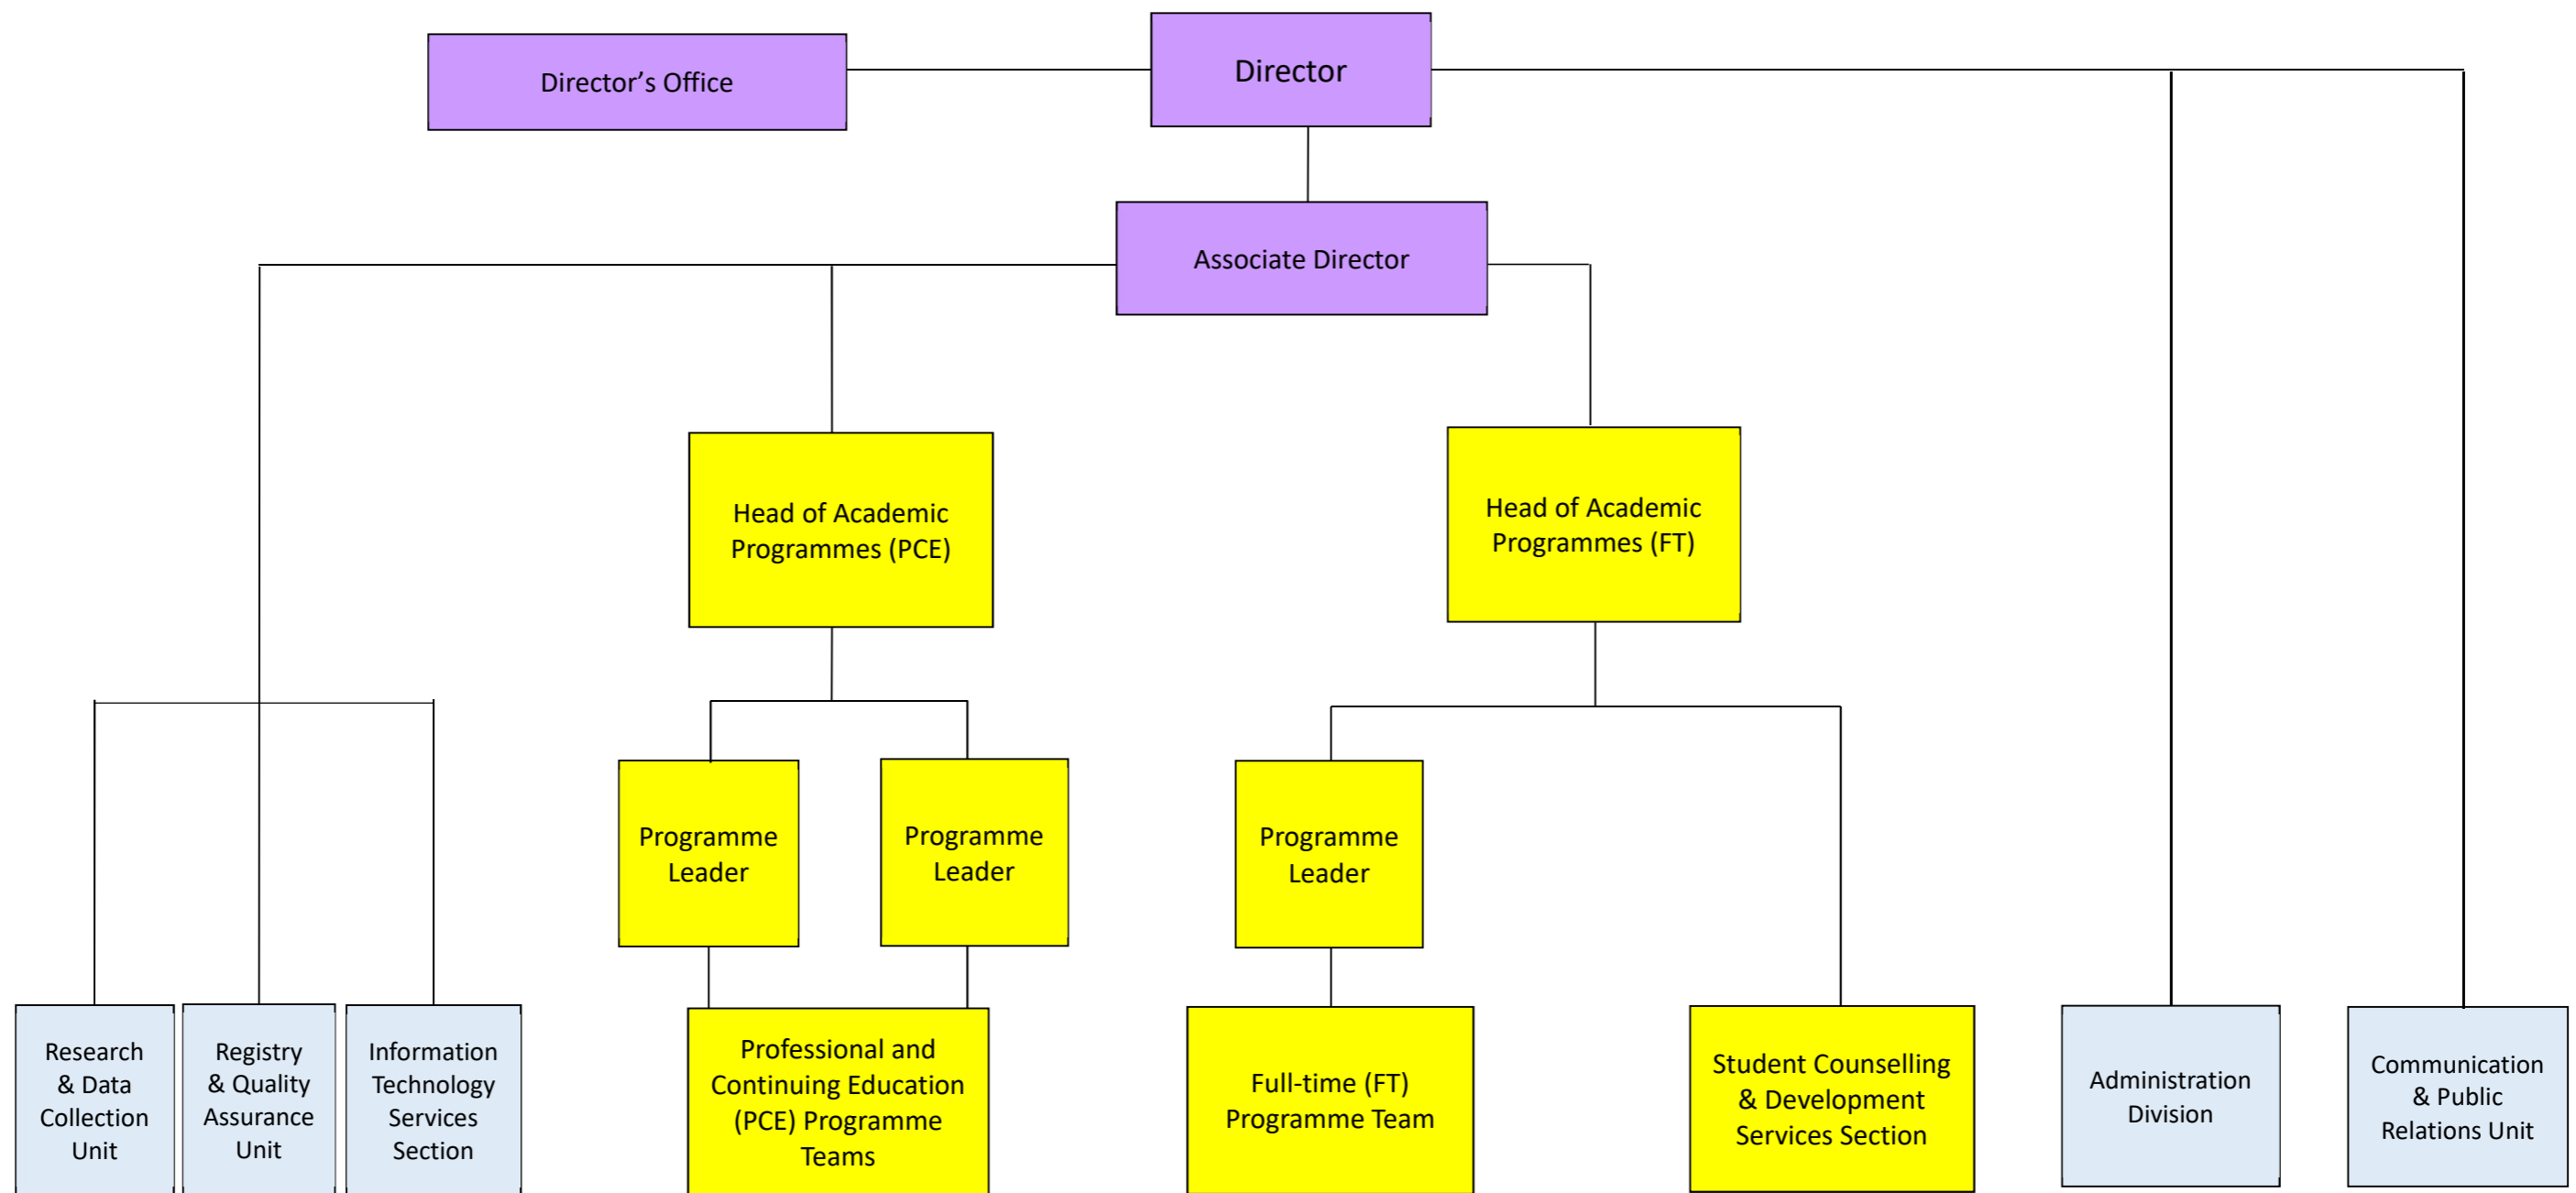 Director’s Office
Director
Associate Director
Head of Academic
Programmes (PCE)
Head of Academic
Programmes (FT)
Programme
Leader
Programme
Leader
Programme
Leader
Research
& Data
Collection
Unit
Registry
& Quality
Assurance
Unit
Information
Technology
Services
Section
Professional and
Continuing Education
(PCE) Programme
Teams
Full-time (FT)
Programme Team
Student Counselling
& Development
Services Section
Administration
Division
Communication
& Public
Relations Unit